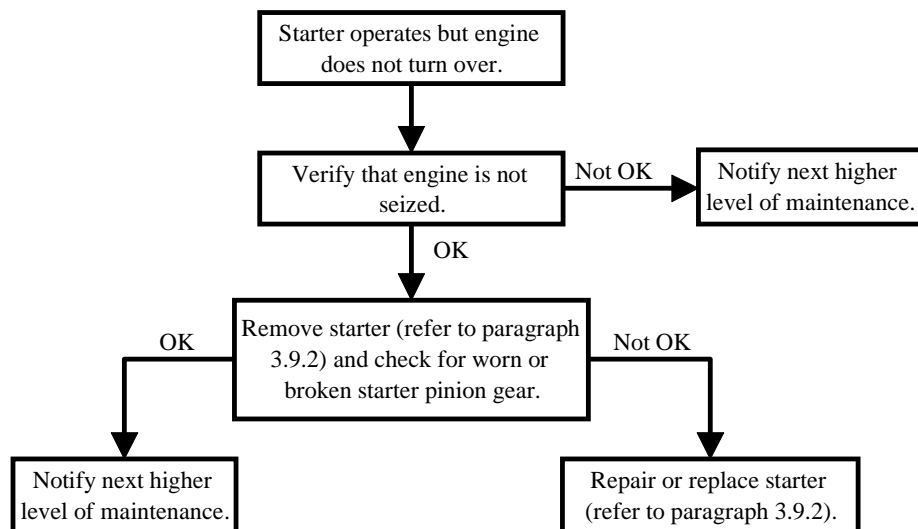 Starter operates but engine
does not turn over.
Verify that engine is not
seized.
Not OK
Notify next higher
level of maintenance.
OK
Remove starter (refer to paragraph
3.9.2) and check for worn or
broken starter pinion gear.
OK
Not OK
Notify next higher
level of maintenance.
Repair or replace starter
(refer to paragraph 3.9.2).